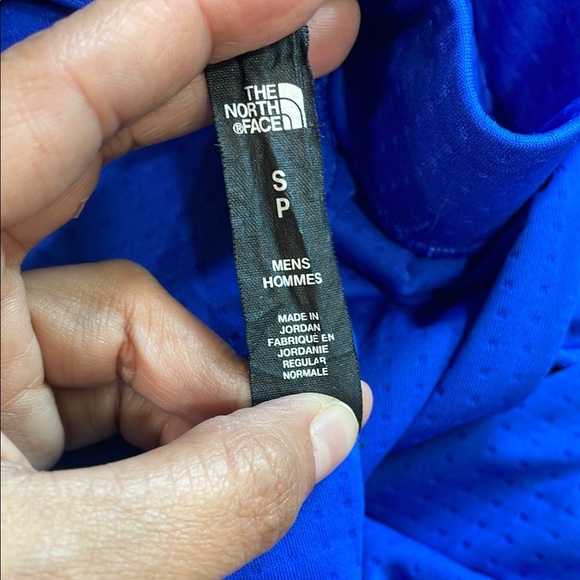 THE
NORTH
®FACE
S
P
MENS
HOMMES
MADE IN
JORDAN
FABRIQUE EN
JORDANIE
REGULAR
NORMALE